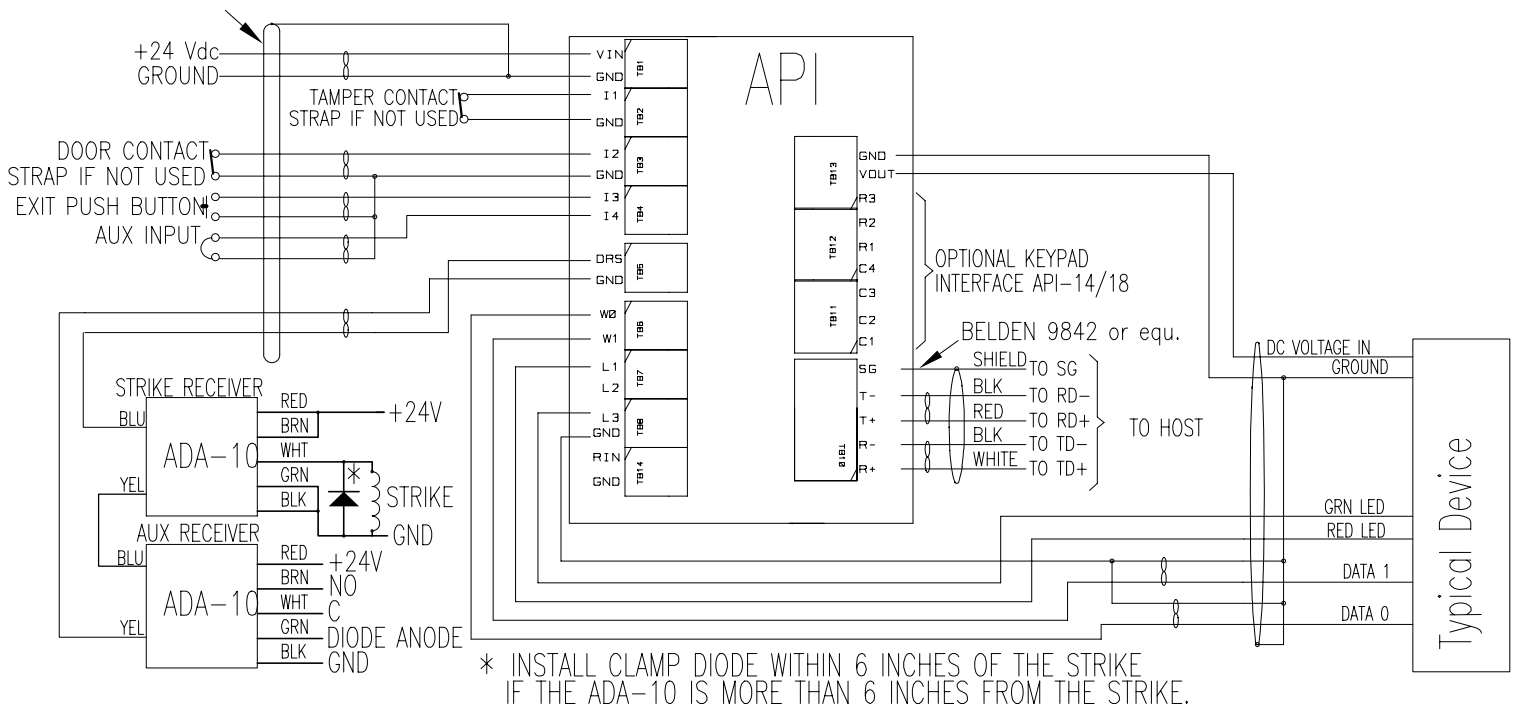 +24 Vdc
GROUND
TAMPER CONTACT
STRAP IF NOT USED
DOOR CONTACT
STRAP IF NOT USED
EXIT PUSH BUTTON
AUX INPUT
API
VIN
GND
TB1
I1
GND
TB2
I2
GND
TB3
I3
I4
TB4
DRS
GND
TB5
W0
W1
TB6
L1
L2
TB7
L3
GND
TB8
RIN
GND
TB14
TB13
GND
VOUT
R3
TB12
R2
R1
C4
TB11
C3
C2
C1
TB10
SG
T-
T+
R-
R+
OPTIONAL KEYPAD
INTERFACE API-14/18
BELDEN 9842 or equ.
SHIELD TO SG
BLK TO RD-
RED TO RD+
BLK TO TD-
WHITE TO TD+
TO HOST
DC VOLTAGE IN
GROUND
GRN LED
RED LED
DATA 1
DATA 0
Typical Device
STRIKE RECEIVER
BLU
ADA-10
YEL
RED
+24V
BRN
WHT
GRN
BLK
*
STRIKE
GND
AUX RECEIVER
BLU
ADA-10
YEL
RED +24V
BRN NO
WHT C
GRN DIODE ANODE
BLK GND
* INSTALL CLAMP DIODE WITHIN 6 INCHES OF THE STRIKE
IF THE ADA-10 IS MORE THAN 6 INCHES FROM THE STRIKE.